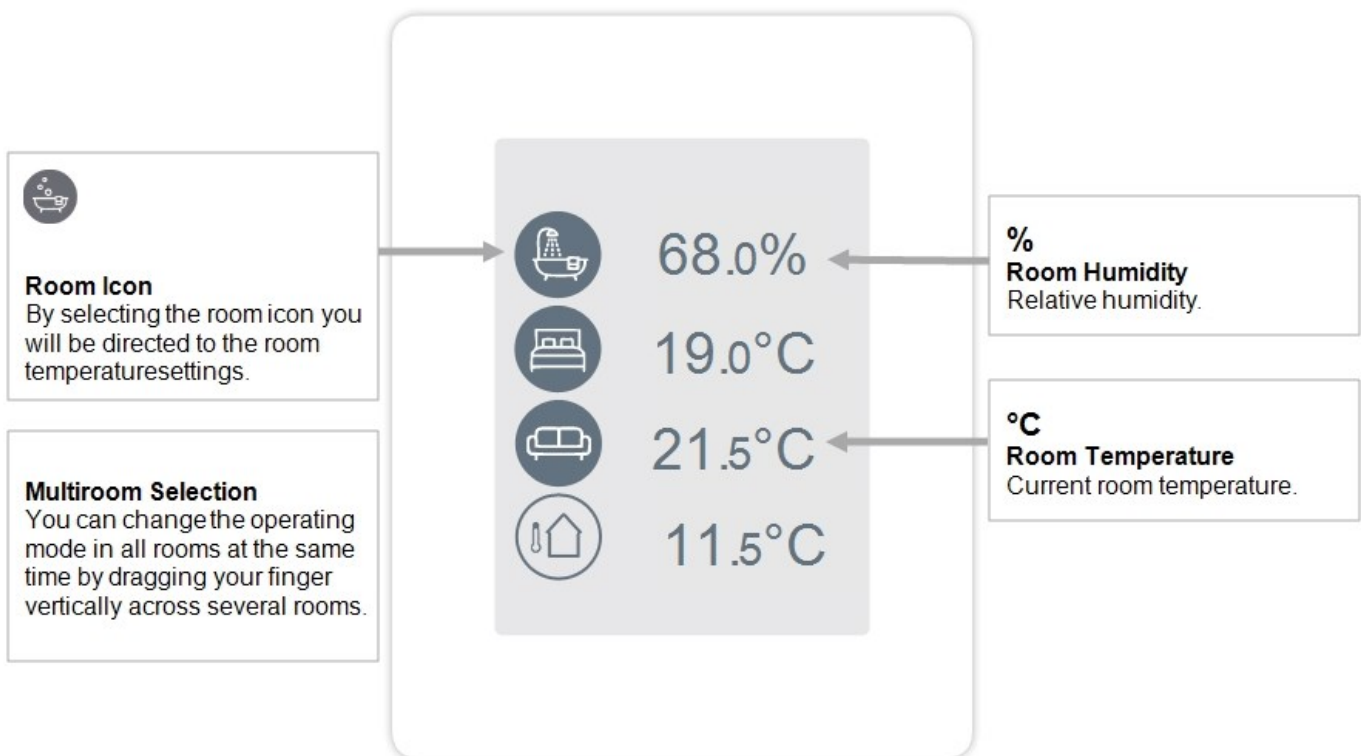 Room Icon
By selecting the room icon you
will be directed to the room
temperaturesettings.
Multiroom Selection
You can change the operating
mode in all rooms at the same
time by dragging your finger
vertically across several rooms.
68.0%
19.0°C
21.5°C
11.5°C
%
Room Humidity
Relative humidity.
°C
Room Temperature
Current room temperature.